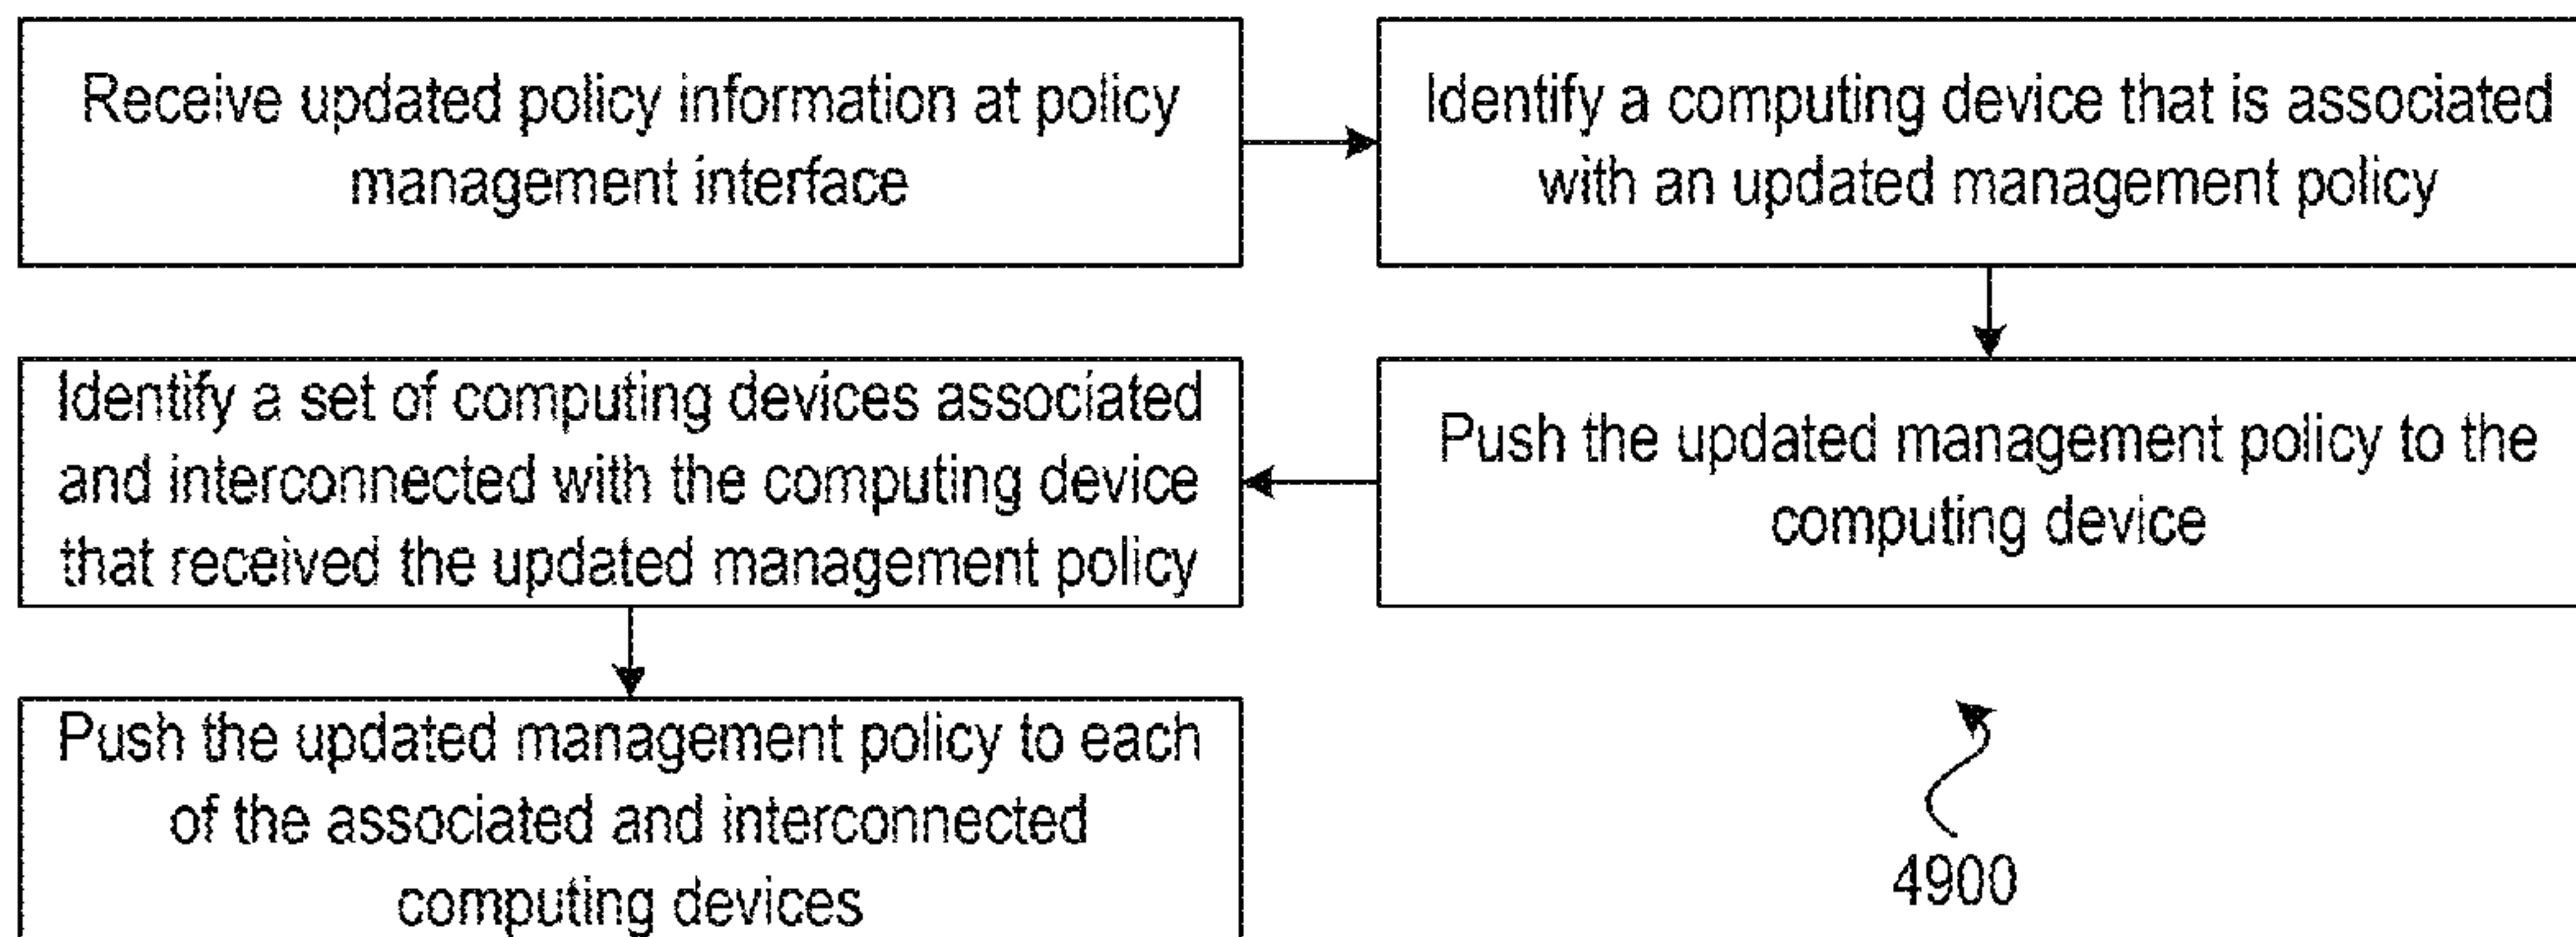 Receive updated policy information at policy
management interface
Identify a computing device that is associated
with an updated management policy
Push the updated management policy to the
computing device
Identify a set of computing devices associated
and interconnected with the computing device
that received the updated management policy
Push the updated management policy to each
of the associated and interconnected
computing devices
4900